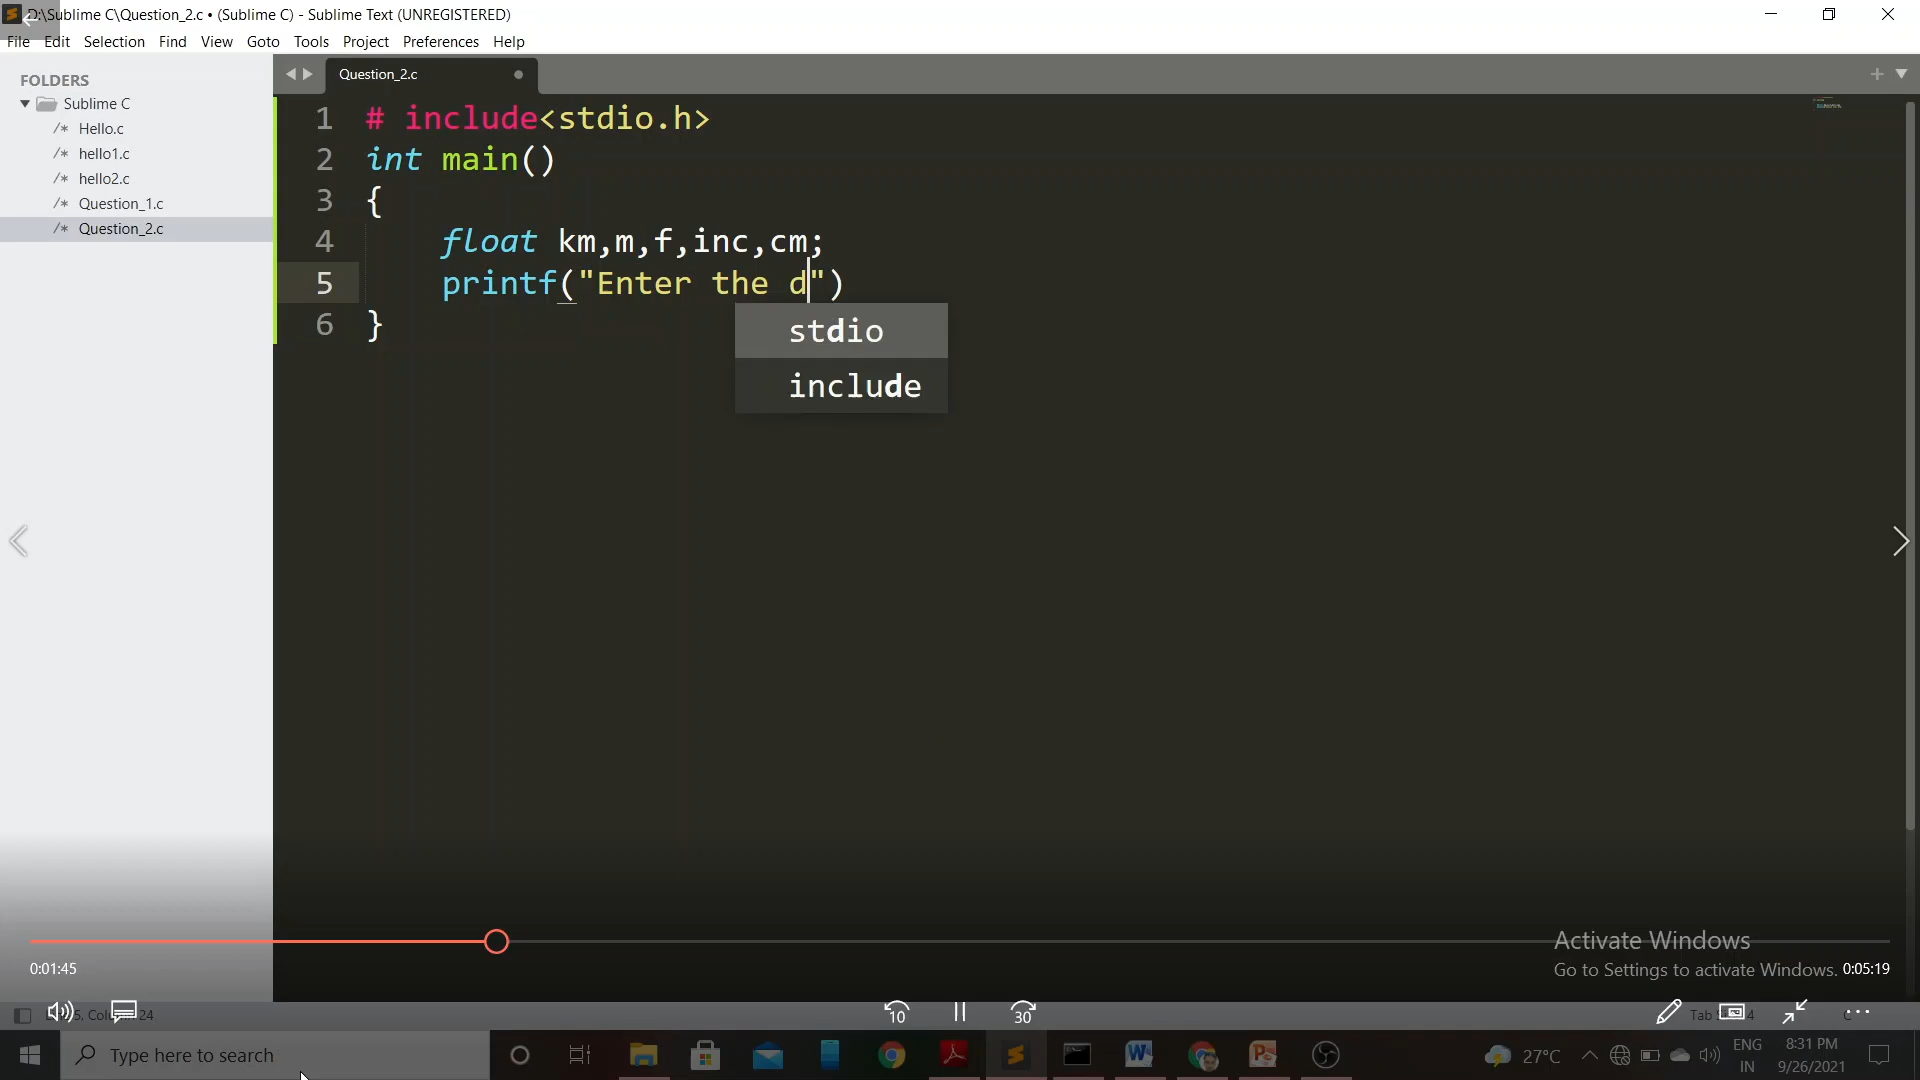 D:\Sublime C\Question_2.c • (Sublime C) - Sublime Text (UNREGISTERED)
File Edit Selection Find View Goto Tools Project Preferences Help
FOLDERS
Sublime C
/* Hello.c
/* hello1.c
/* hello2.c
/* Question_1.c
/* Question_2.c
Question_2.c
1 # include<stdio.h>
2 int main()
3 {
4 float km,m,f,inc,cm;
5 printf("Enter the d")
6 }
stdio
include
Activate Windows
Go to Settings to activate Windows.
0:01:45
0:05:19
10
30
24
Tab
4
Type here to search
27°C
ENG
IN
8:31 PM
9/26/2021